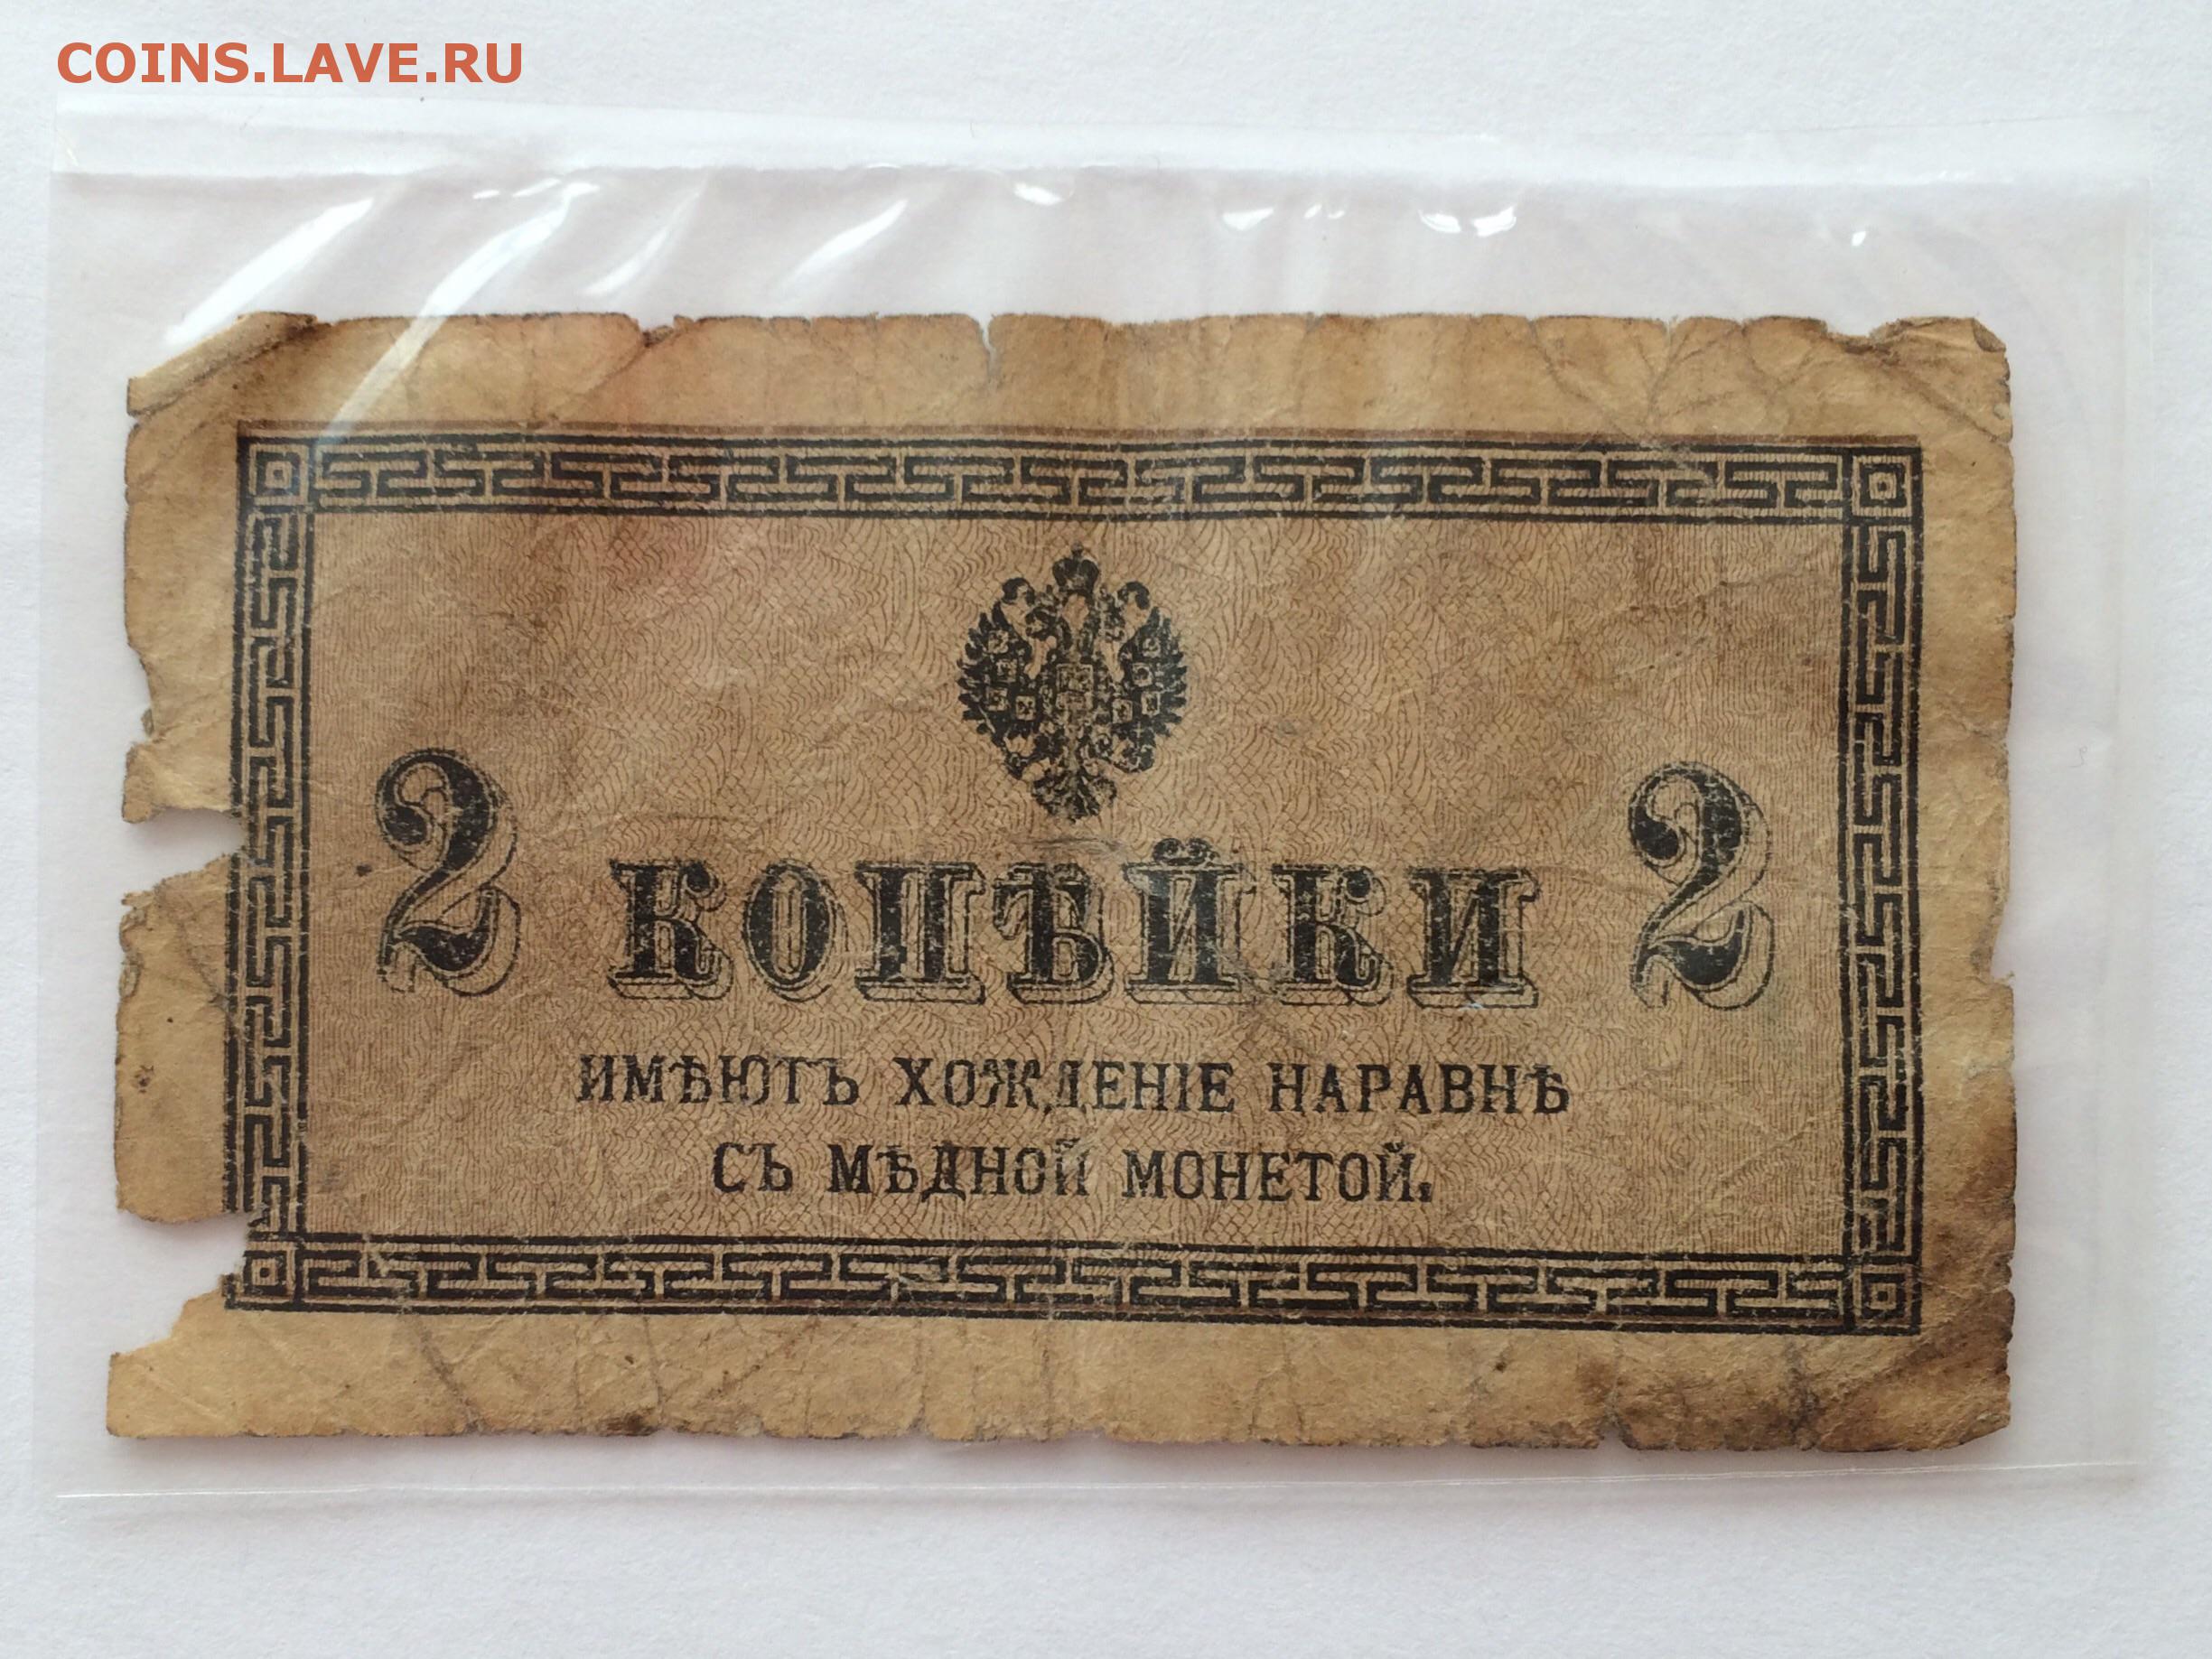 COINS.LAVE.RU
2 КОПѢЙКИ 2
ИМѢЮТЪ ХОЖДЕНІЕ НАРАВНѢ
СЪ МѢДНОЙ МОНЕТОЙ.